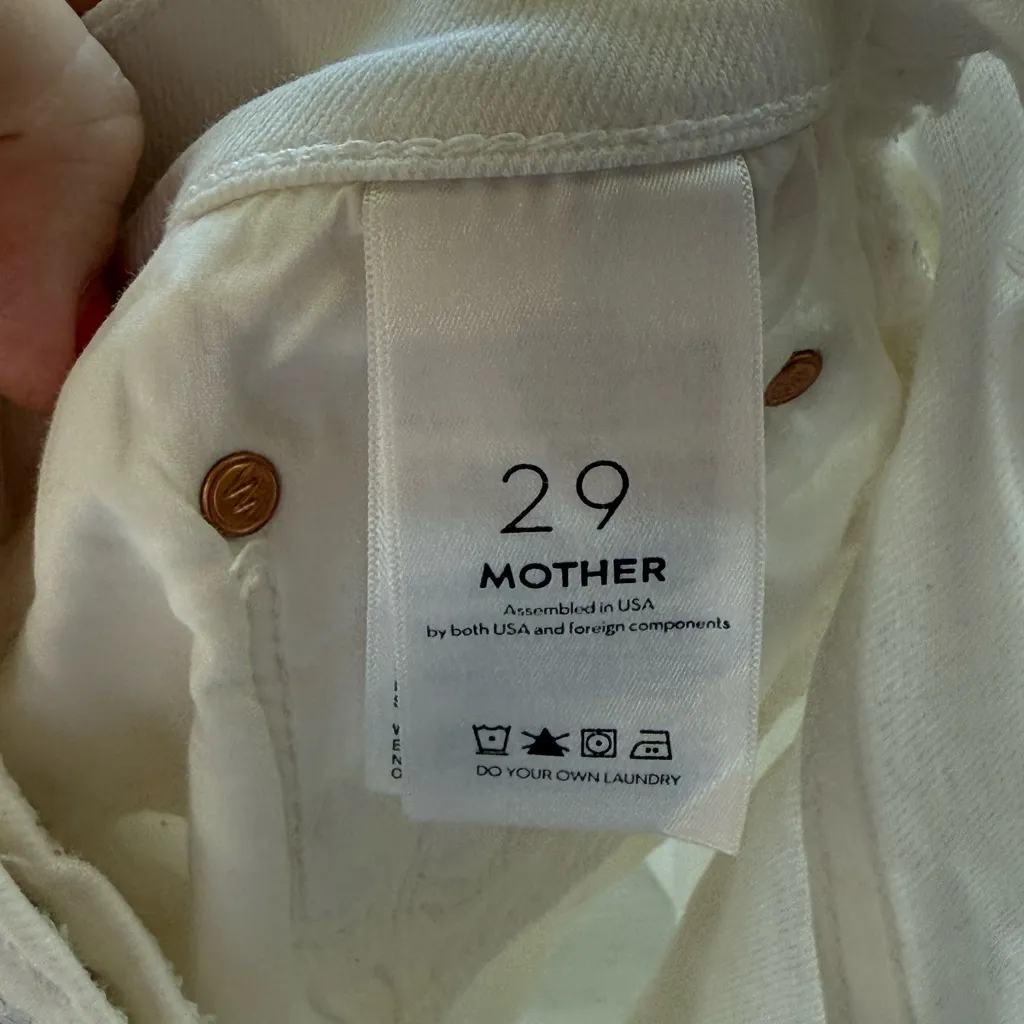 29
MOTHER
Assembled in USA
by both USA and foreign components
DO YOUR OWN LAUNDRY